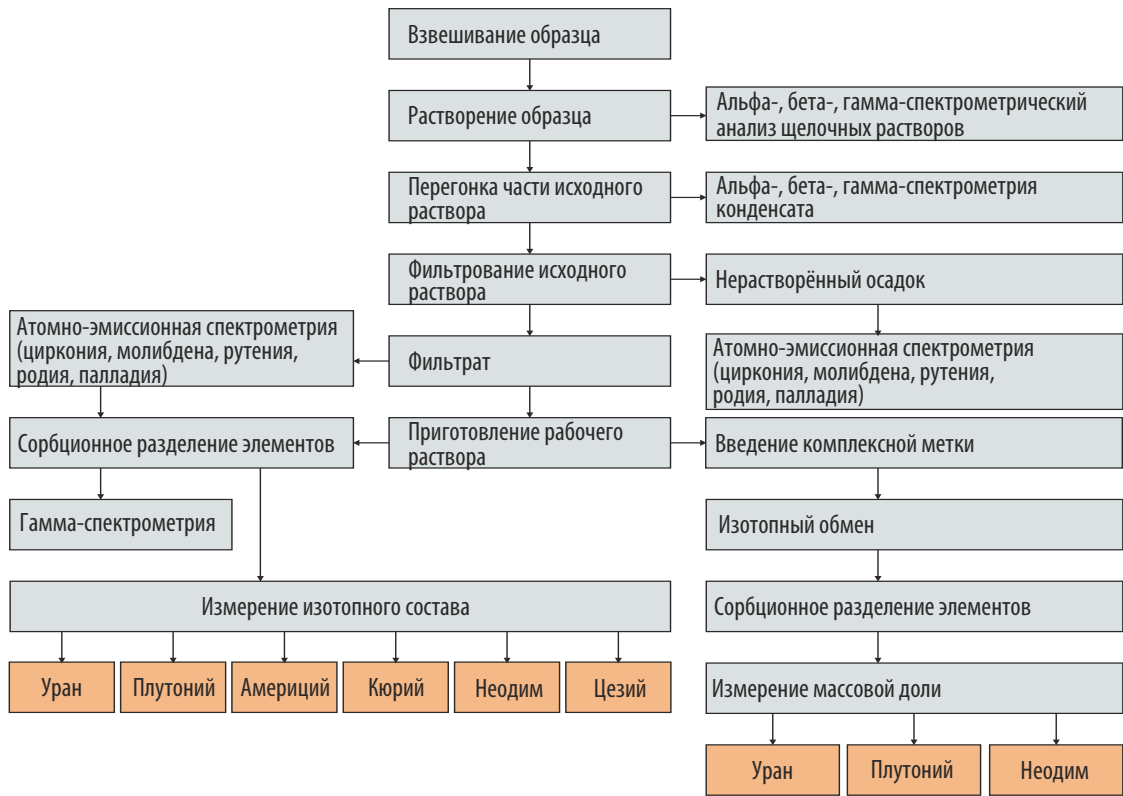 Взвешивание образца
Растворение образца
Альфа-, бета-, гамма-спектрометрический
анализ щелочных растворов
Перегонка части исходного
раствора
Альфа-, бета-, гамма-спектрометрия
конденсата
Фильтрование исходного
раствора
Нерастворённый осадок
Атомно-эмиссионная спектрометрия
(циркония, молибдена, рутения,
родия, палладия)
Фильтрат
Атомно-эмиссионная спектрометрия
(циркония, молибдена, рутения,
родия, палладия)
Сорбционное разделение элементов
Приготовление рабочего
раствора
Введение комплексной метки
Гамма-спектрометрия
Изотопный обмен
Измерение изотопного состава
Сорбционное разделение элементов
Уран
Плутоний
Америций
Кюрий
Неодим
Цезий
Измерение массовой доли
Уран
Плутоний
Неодим